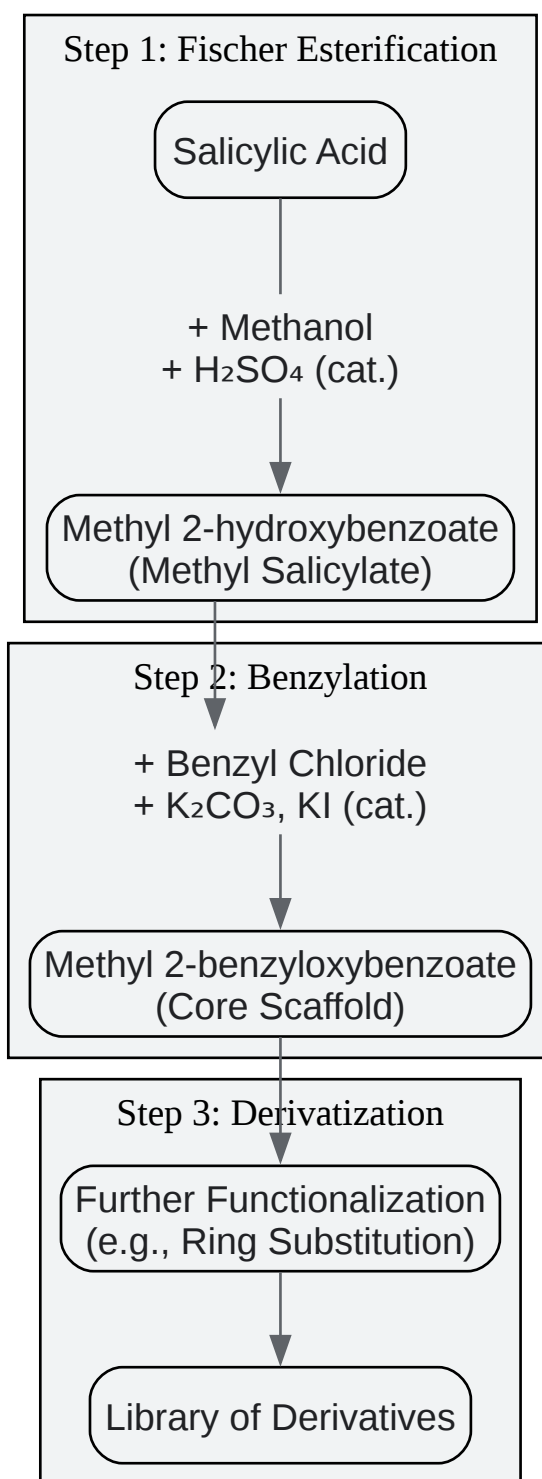 Step 1: Fischer Esterification
Salicylic Acid
+ Methanol
+ H₂SO₄ (cat.)
Methyl 2-hydroxybenzoate
(Methyl Salicylate)
Step 2: Benzylation
+ Benzyl Chloride
+ K₂CO₃, KI (cat.)
Methyl 2-benzyloxybenzoate
(Core Scaffold)
Step 3: Derivatization
Further Functionalization
(e.g., Ring Substitution)
Library of Derivatives